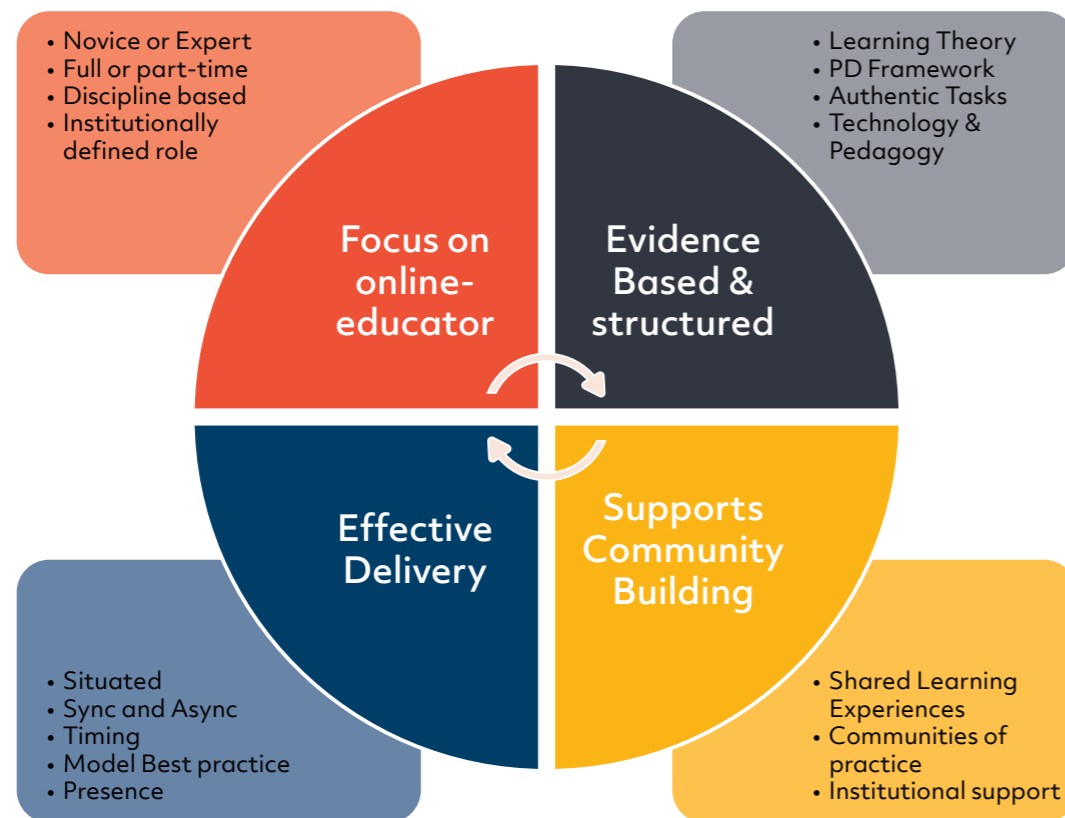 • Novice or Expert
• Full or part-time
• Discipline based
• Institutionally
defined role
• Learning Theory
• PD Framework
• Authentic Tasks
• Technology &
Pedagogy
Focus on
online-
educator
Evidence
Based &
structured
Effective
Delivery
Supports
Community
Building
• Situated
• Sync and Async
• Timing
• Model Best practice
• Presence
• Shared Learning
Experiences
• Communities of
practice
• Institutional support